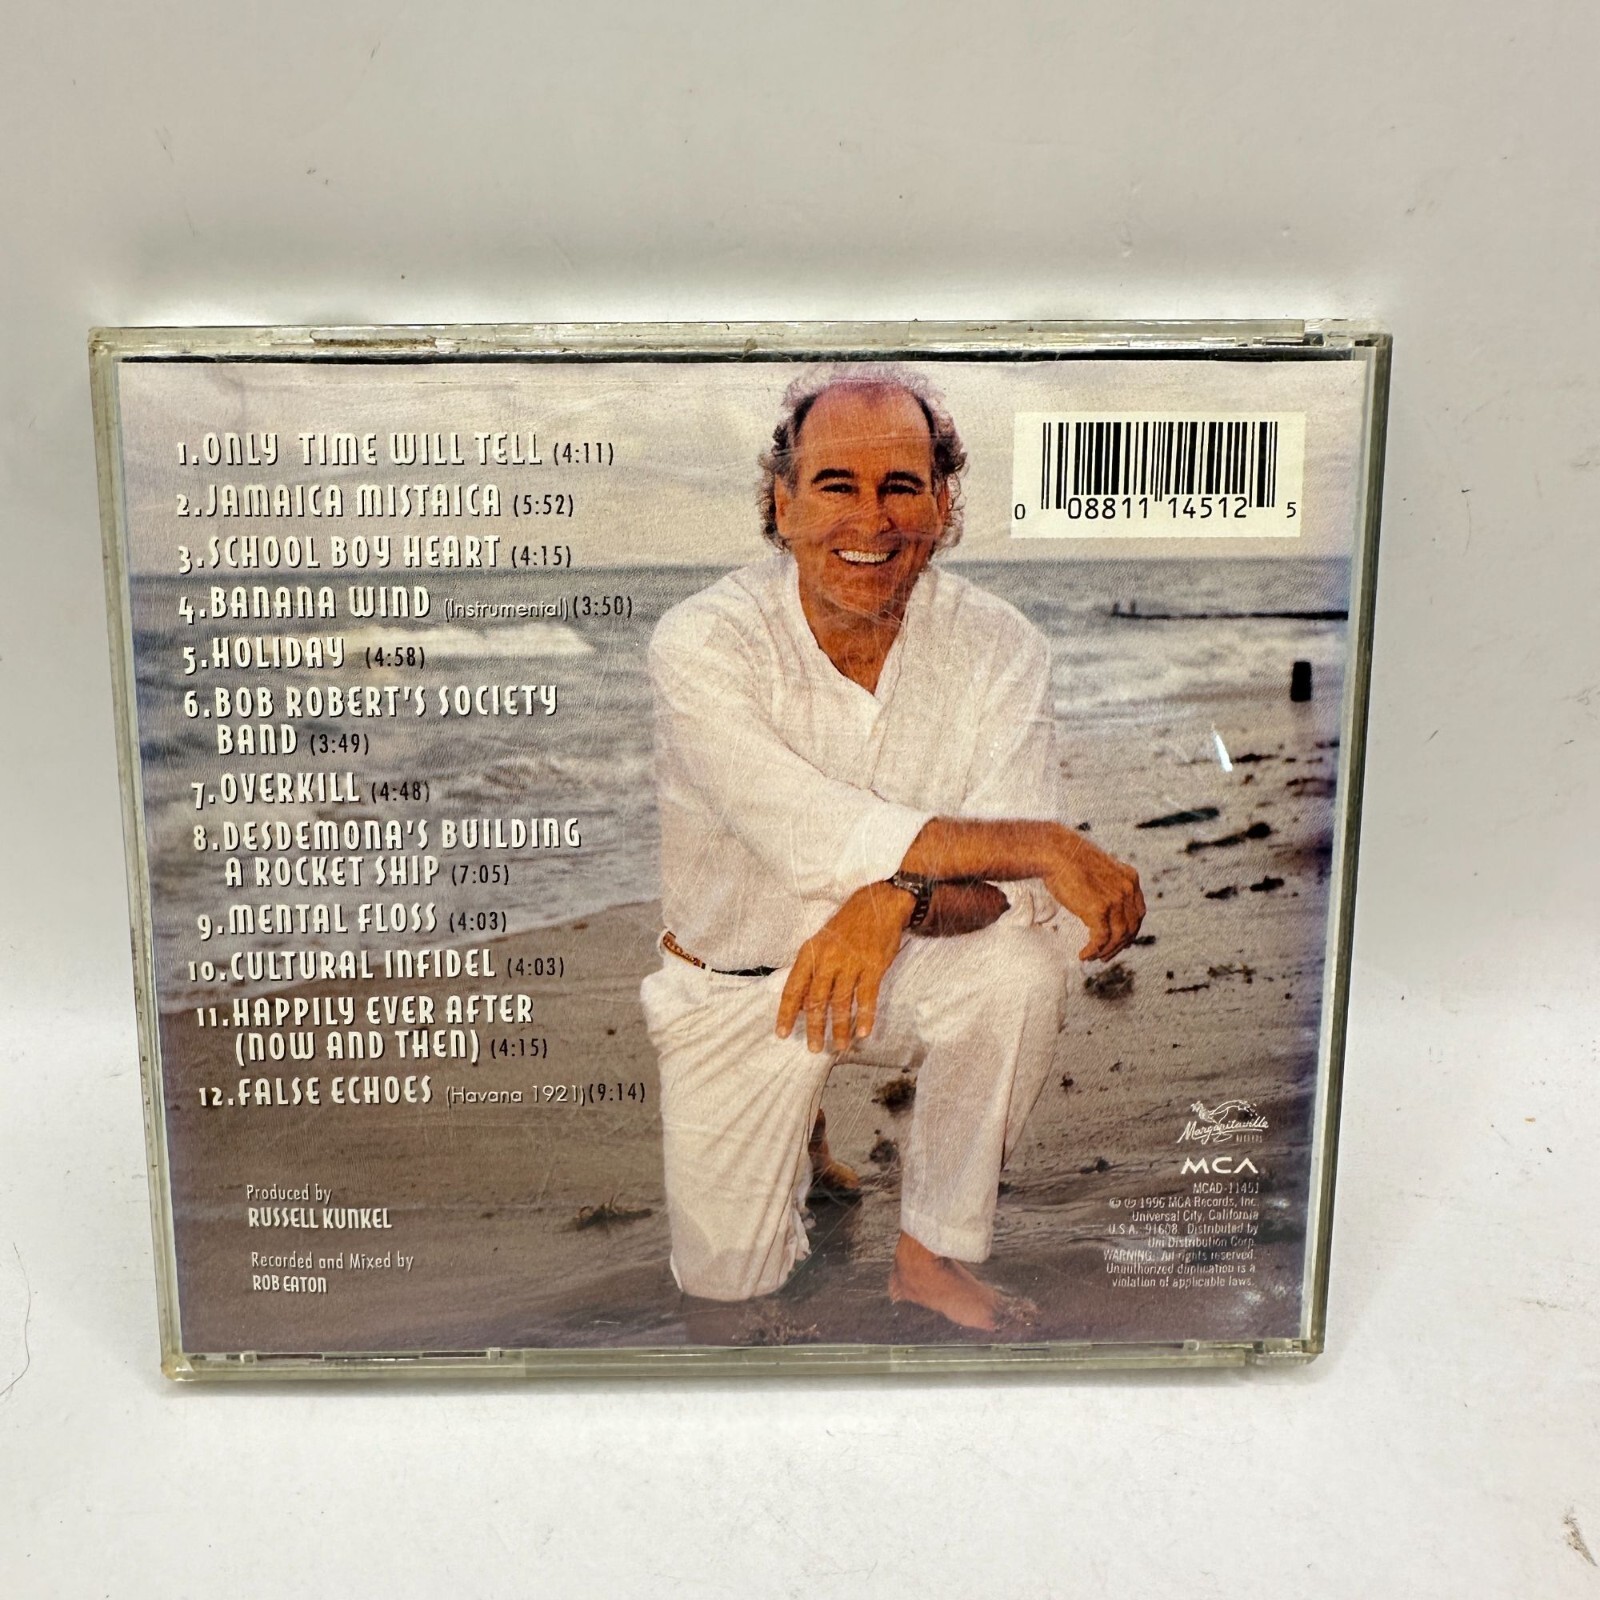 1. ONLY TIME WILL TELL (4:11)
2. JAMAICA MISTAICA (5:52)
3. SCHOOL BOY HEART (4:15)
4. BANANA WIND (Instrumental) (3:50)
5. HOLIDAY (4:58)
6. BOB ROBERT'S SOCIETY
BAND (3:49)
7. OVERKILL (4:48)
8. DESDEMONA'S BUILDING
A ROCKET SHIP (7:05)
9. MENTAL FLOSS (4:03)
10. CULTURAL INFIDEL (4:03)
11. HAPPILY EVER AFTER
(NOW AND THEN) (4:15)
12. FALSE ECHOES (Havana 1921) (9:14)
Produced by
RUSSELL KUNKEL
Recorded and Mixed by
ROB EATON
0 08811 14512 5
Margaritaville
RECORDS
MCA
MCAD-11451
© ℗ 1996 MCA Records, Inc.
Universal City, California
U.S.A. 91608 Distributed by
Uni Distribution Corp.
WARNING: All rights reserved.
Unauthorized duplication is a
violation of applicable laws.